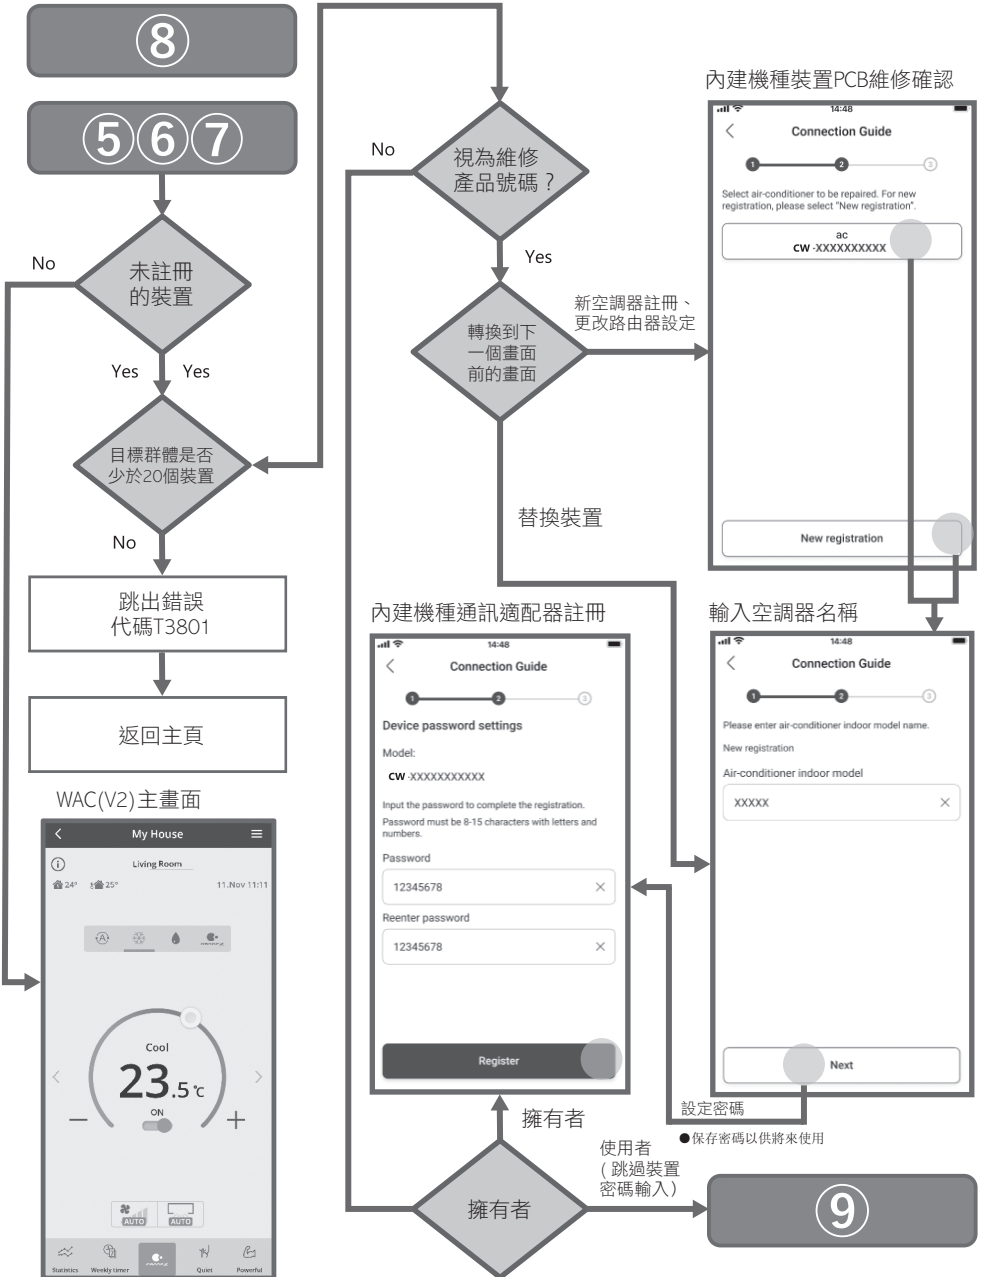 ⑧
⑤⑥⑦
No
未註冊
的裝置
Yes
Yes
目標群體是否
少於20個裝置
No
跳出錯誤
代碼T3801
返回主頁
WAC(V2)主畫面
My House
Living Room
24°
25°
11.Nov 11:11
Cool
23.5℃
ON
AUTO
AUTO
Statistics
Weekly timer
Quiet
Powerful
No
視為維修
產品號碼？
Yes
轉換到下
一個畫面
前的畫面
新空調器註冊、
更改路由器設定
替換裝置
內建機種裝置PCB維修確認
14:48
Connection Guide
1
2
3
Select air-conditioner to be repaired. For new
registration, please select "New registration".
ac
CW -XXXXXXXXXX
New registration
內建機種通訊適配器註冊
14:48
Connection Guide
1
2
3
Device password settings
Model:
CW -XXXXXXXXXXX
Input the password to complete the registration.
Password must be 8-15 characters with letters and
numbers.
Password
12345678
Reenter password
12345678
Register
輸入空調器名稱
14:48
Connection Guide
1
2
3
Please enter air-conditioner indoor model name.
New registration
Air-conditioner indoor model
XXXXX
Next
設定密碼
●保存密碼以供將來使用
擁有者
擁有者
使用者
（跳過裝置
密碼輸入）
⑨